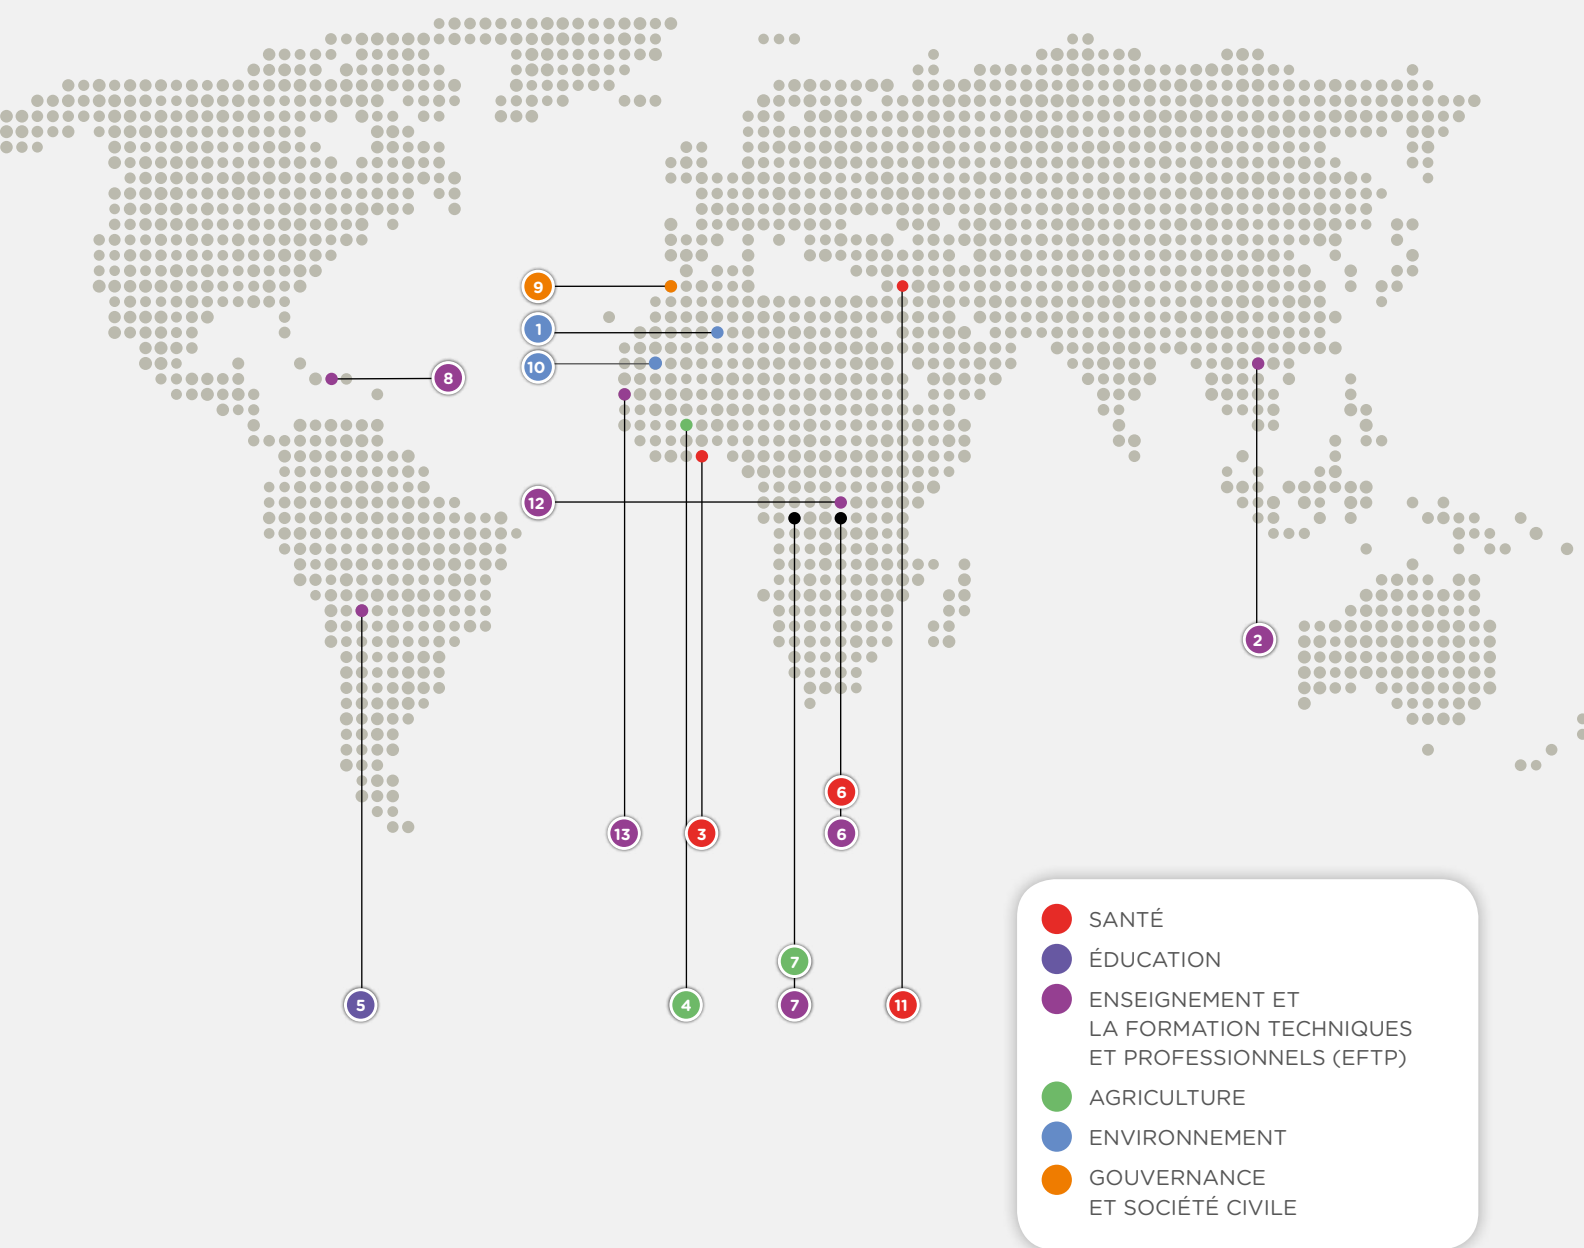 9
1
10
8
12
2
6
13
3
6
7
5
4
7
11
SANTÉ
ÉDUCATION
ENSEIGNEMENT ET
LA FORMATION TECHNIQUES
ET PROFESSIONNELS (EFTP)
AGRICULTURE
ENVIRONNEMENT
GOUVERNANCE
ET SOCIÉTÉ CIVILE